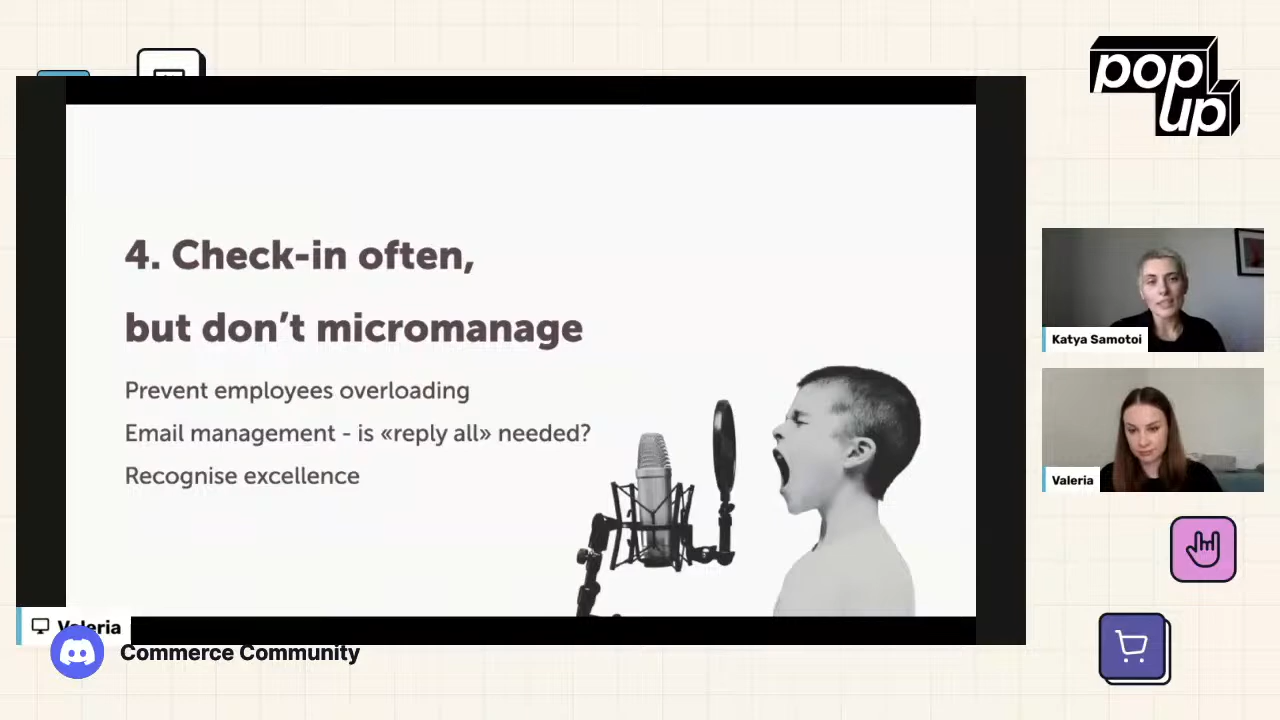 pop
up
4. Check-in often,
but don’t micromanage
Prevent employees overloading
Email management - is «reply all» needed?
Recognise excellence
Katya Samotoi
Valeria
Valeria
Commerce Community